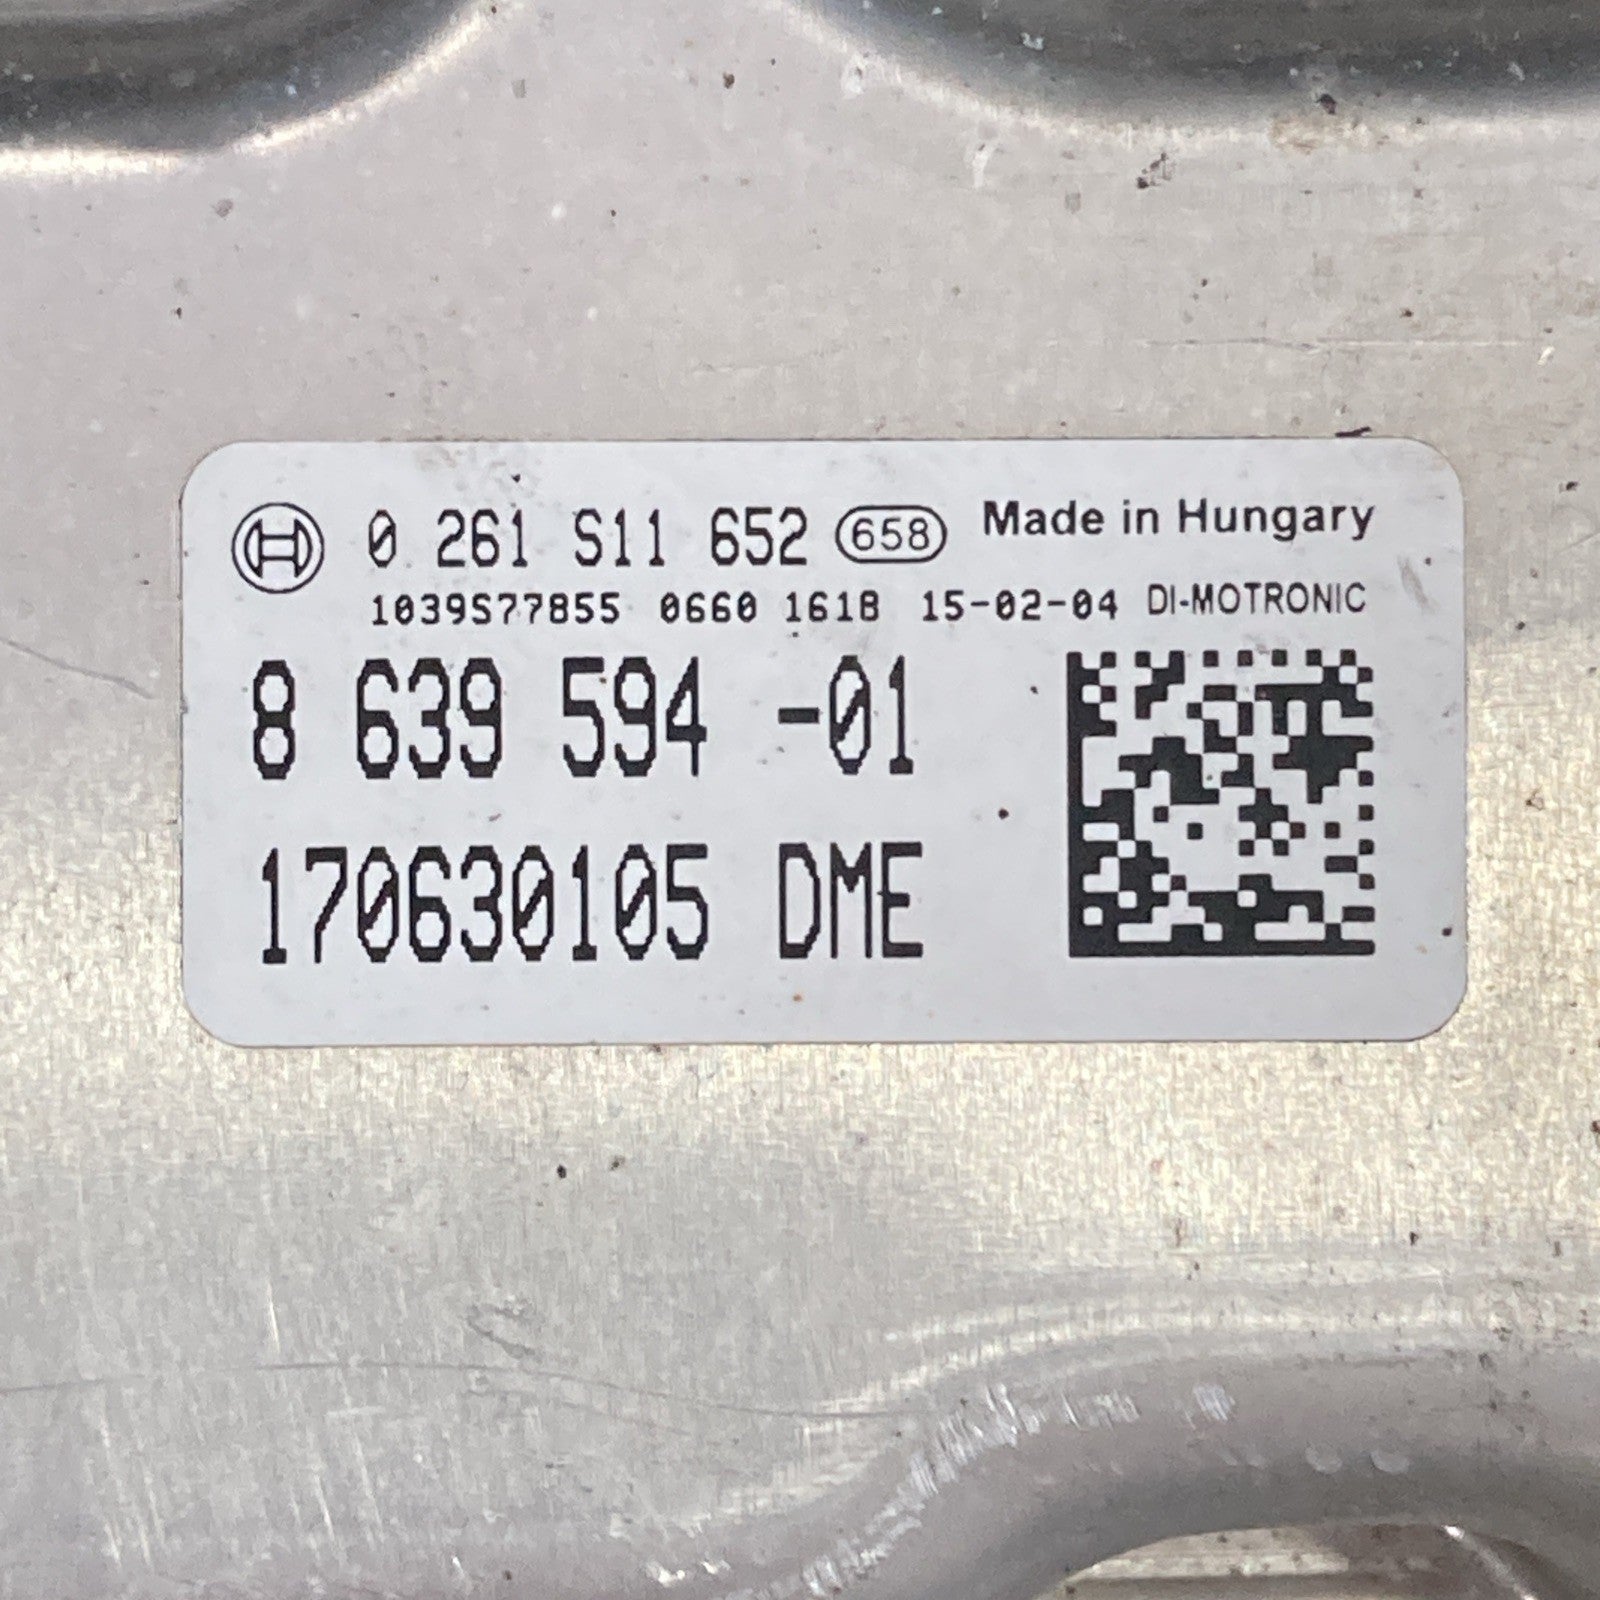 0 261 S11 652 658 Made in Hungary
1039S77855 0660 1618 15-02-04 DI-MOTRONIC
8 639 594 -01
170630105 DME